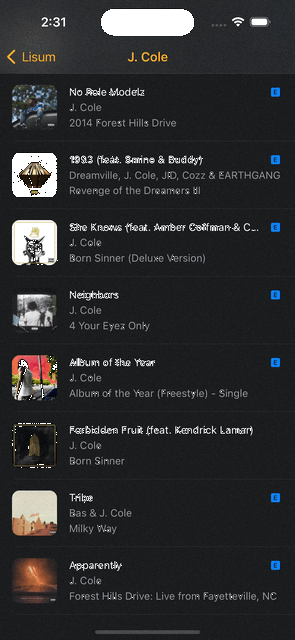 2:31
Lisum
J. Cole
No Role Modelz
E
J. Cole
2014 Forest Hills Drive
1993 (feat. Smino & Buddy)
E
Dreamville, J. Cole, JID, Cozz & EARTHGANG
Revenge of the Dreamers III
She Knows (feat. Amber Coffman & C...
E
J. Cole
Born Sinner (Deluxe Version)
Neighbors
E
J. Cole
4 Your Eyez Only
Album of the Year
E
J. Cole
Album of the Year (Freestyle) - Single
Forbidden Fruit (feat. Kendrick Lamar)
J. Cole
Born Sinner
Tribe
E
Bas & J. Cole
Milky Way
Apparently
E
J. Cole
Forest Hills Drive: Live from Fayetteville, NC